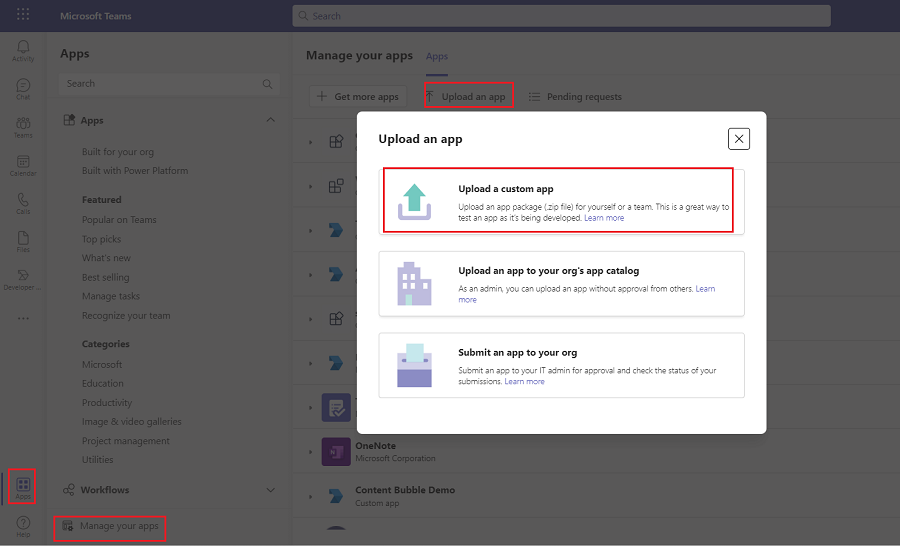 Microsoft Teams
Search
Activity
Chat
Teams
Calendar
Calls
Files
Developer ...
Apps
Help
Apps
Search
Apps
Built for your org
Built with Power Platform
Featured
Popular on Teams
Top picks
What's new
Best selling
Manage tasks
Recognize your team
Categories
Microsoft
Education
Productivity
Image & video galleries
Project management
Utilities
Workflows
Manage your apps
Manage your apps
Apps
Get more apps
Upload an app
Pending requests
Upload an app
Upload a custom app
Upload an app package (.zip file) for yourself or a team. This is a great way to
test an app as it's being developed. Learn more
Upload an app to your org's app catalog
As an admin, you can upload an app without approval from others. Learn
more
Submit an app to your org
Submit an app to your IT admin for approval and check the status of your
submissions. Learn more
OneNote
Microsoft Corporation
Content Bubble Demo
Custom app